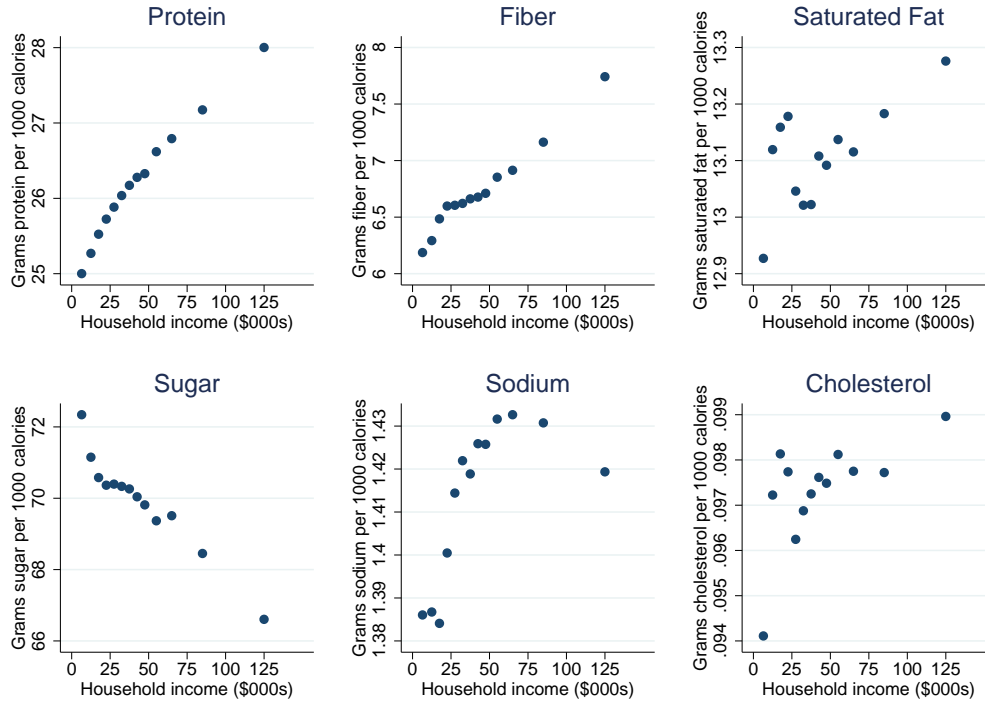 Protein
Grams protein per 1000 calories
28
27
26
25
0 25 50 75 100 125
Household income ($000s)
Fiber
Grams fiber per 1000 calories
8
7.5
7
6.5
6
0 25 50 75 100 125
Household income ($000s)
Saturated Fat
Grams saturated fat per 1000 calories
13.3
13.2
13.1
13
12.9
0 25 50 75 100 125
Household income ($000s)
Sugar
Grams sugar per 1000 calories
72
70
68
66
0 25 50 75 100 125
Household income ($000s)
Sodium
Grams sodium per 1000 calories
1.43
1.42
1.41
1.4
1.39
1.38
0 25 50 75 100 125
Household income ($000s)
Cholesterol
Grams cholesterol per 1000 calories
.099
.098
.097
.096
.095
.094
0 25 50 75 100 125
Household income ($000s)